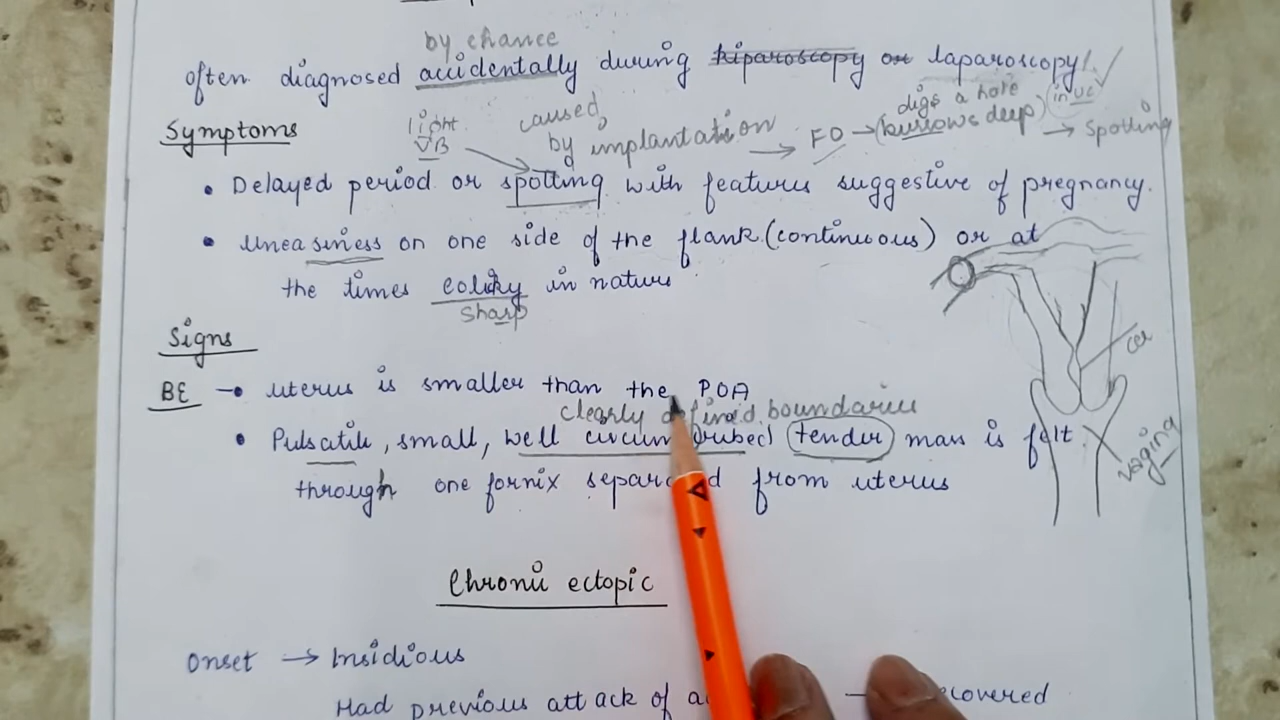 by chance
often diagnosed accidentally during or laparoscopy
Symptoms
light
VB
caused
by implantation → FO → (burrows deep) → Spotting
digs a hole
in UC
• Delayed period or spotting with features suggestive of pregnancy.
• uneasiness on one side of the flank (continuous) or at
the times colicky in nature
sharp
Signs
BE → uterus is smaller than the POA
clearly defined boundaries
• Pulsatile, small, well circumscribed tender mass is felt
through one fornix separated from uterus
vagina
Chronic ectopic
Onset → Insidious
Had previous attack of